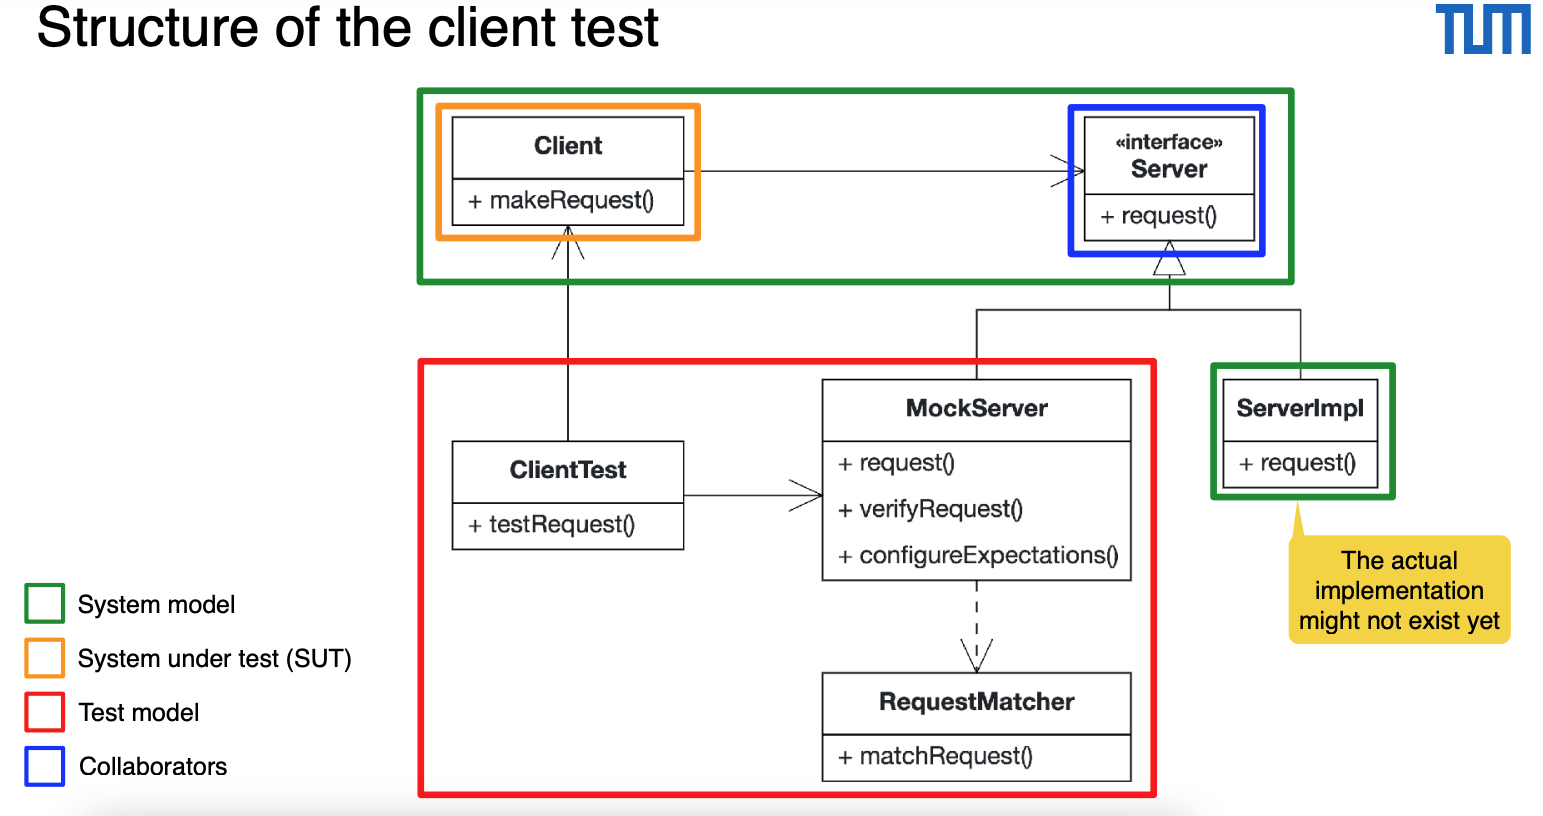 Structure of the client test
TUM
Client
+ makeRequest()
«interface»
Server
+ request()
MockServer
+ request()
+ verifyRequest()
+ configureExpectations()
ServerImpl
+ request()
ClientTest
+ testRequest()
The actual
implementation
might not exist yet
RequestMatcher
+ matchRequest()
System model
System under test (SUT)
Test model
Collaborators